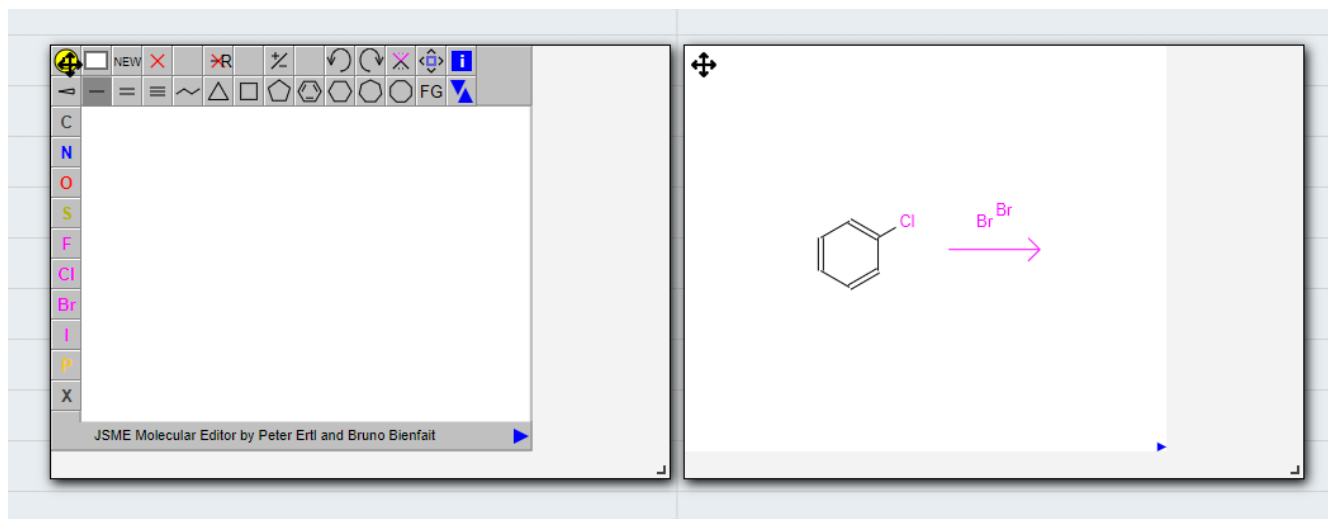 NEW R +/- i
FG
C
N
O
S
F
Cl
Br
I
P
X
JSME Molecular Editor by Peter Ertl and Bruno Bienfait
Cl
Br
Br